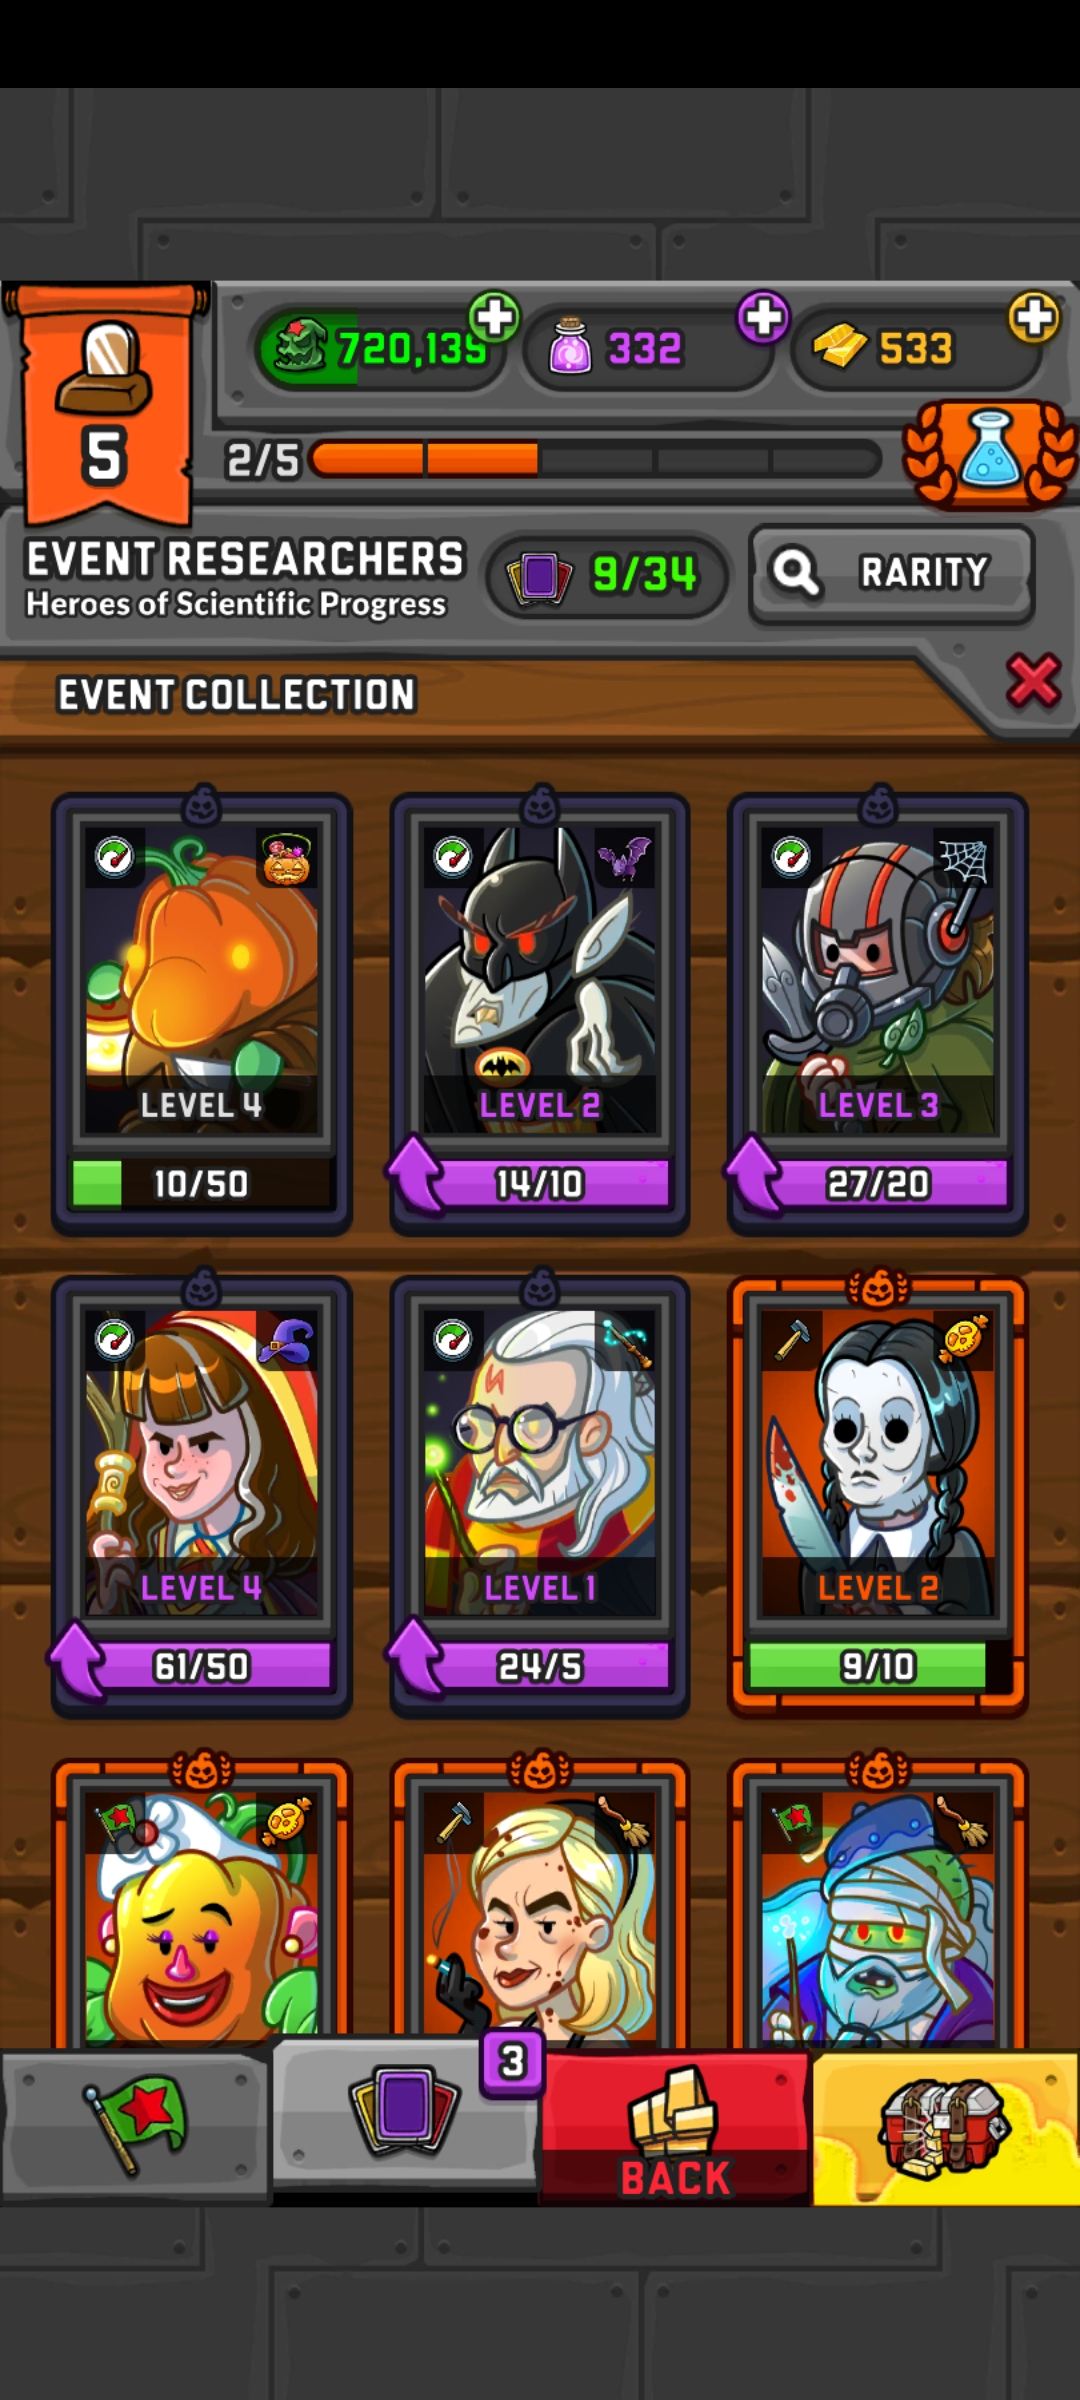 720,139
332
533
5
2/5
EVENT RESEARCHERS
Heroes of Scientific Progress
9/34
RARITY
EVENT COLLECTION
LEVEL 4
LEVEL 2
LEVEL 3
10/50
14/10
27/20
LEVEL 4
LEVEL 1
LEVEL 2
61/50
24/5
9/10
3
BACK